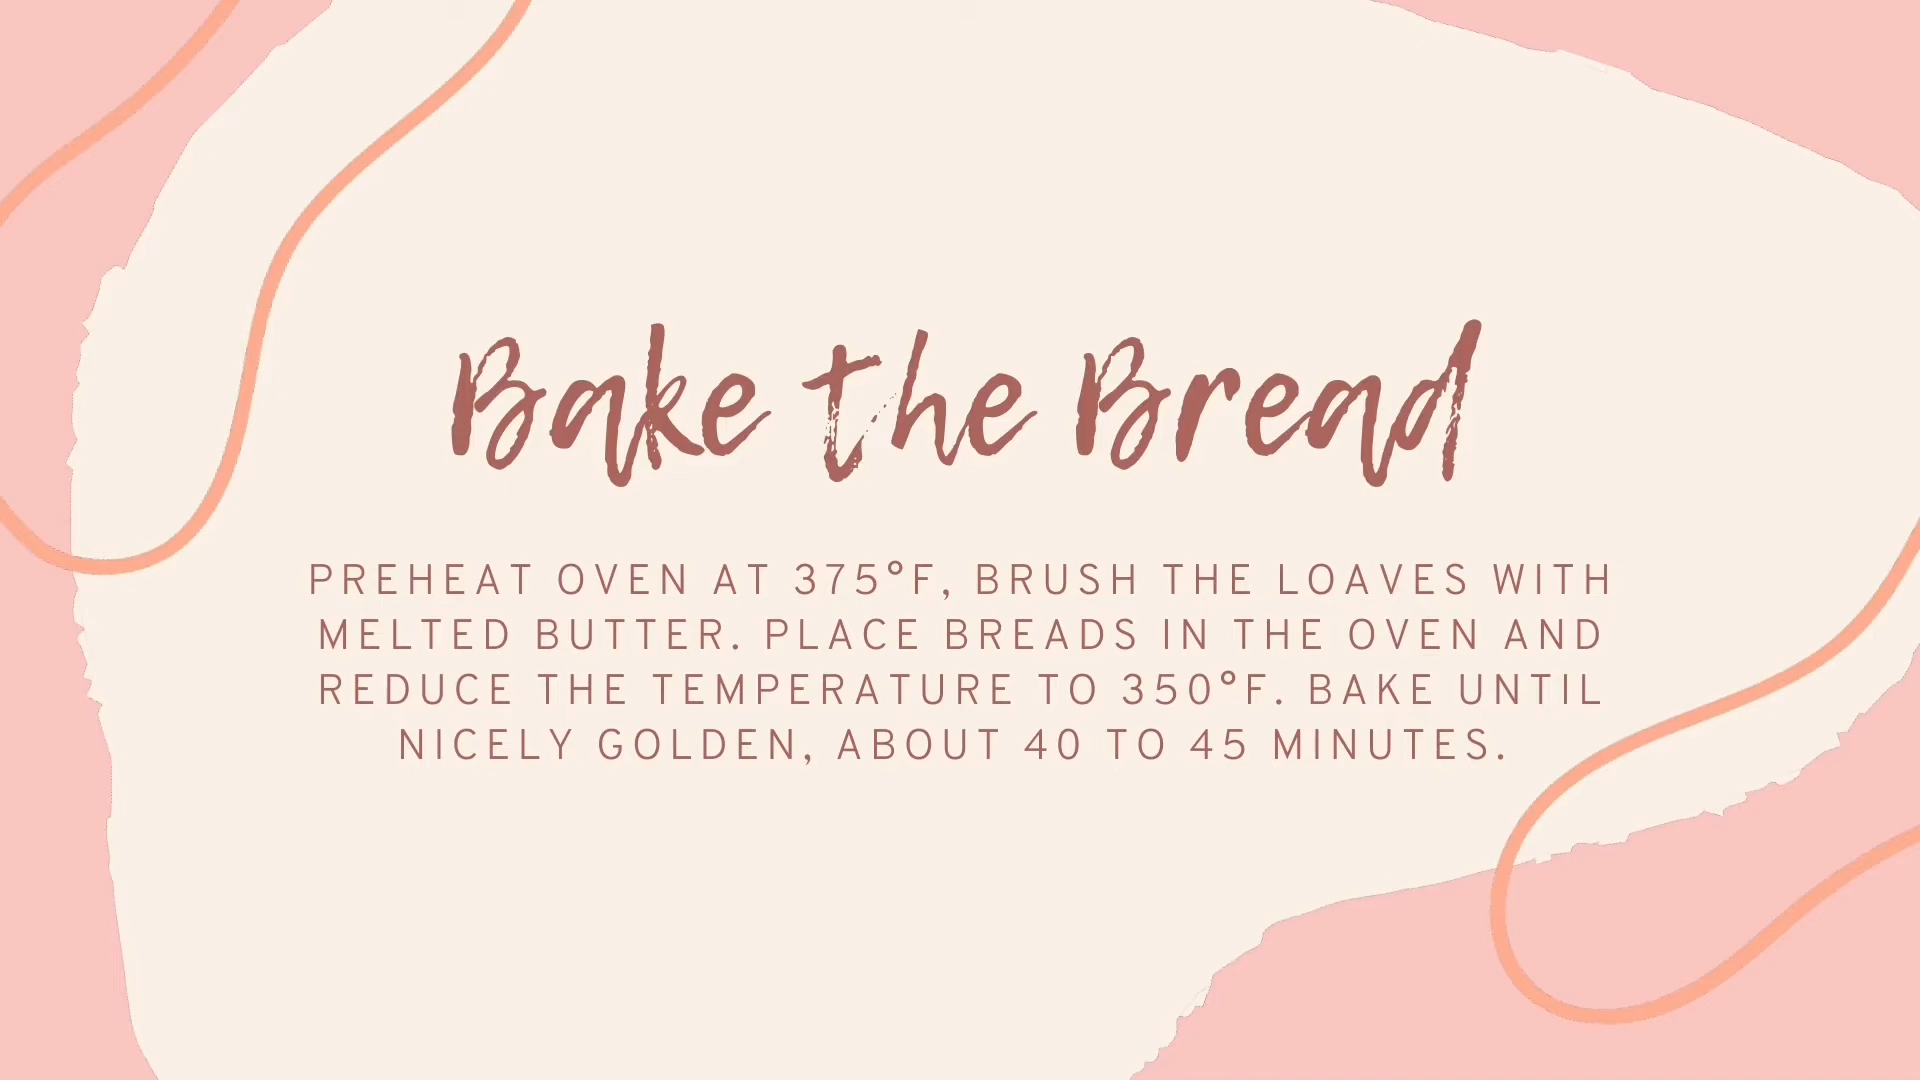 Bake the Bread
PREHEAT OVEN AT 375°F, BRUSH THE LOAVES WITH
MELTED BUTTER. PLACE BREADS IN THE OVEN AND
REDUCE THE TEMPERATURE TO 350°F. BAKE UNTIL
NICELY GOLDEN, ABOUT 40 TO 45 MINUTES.